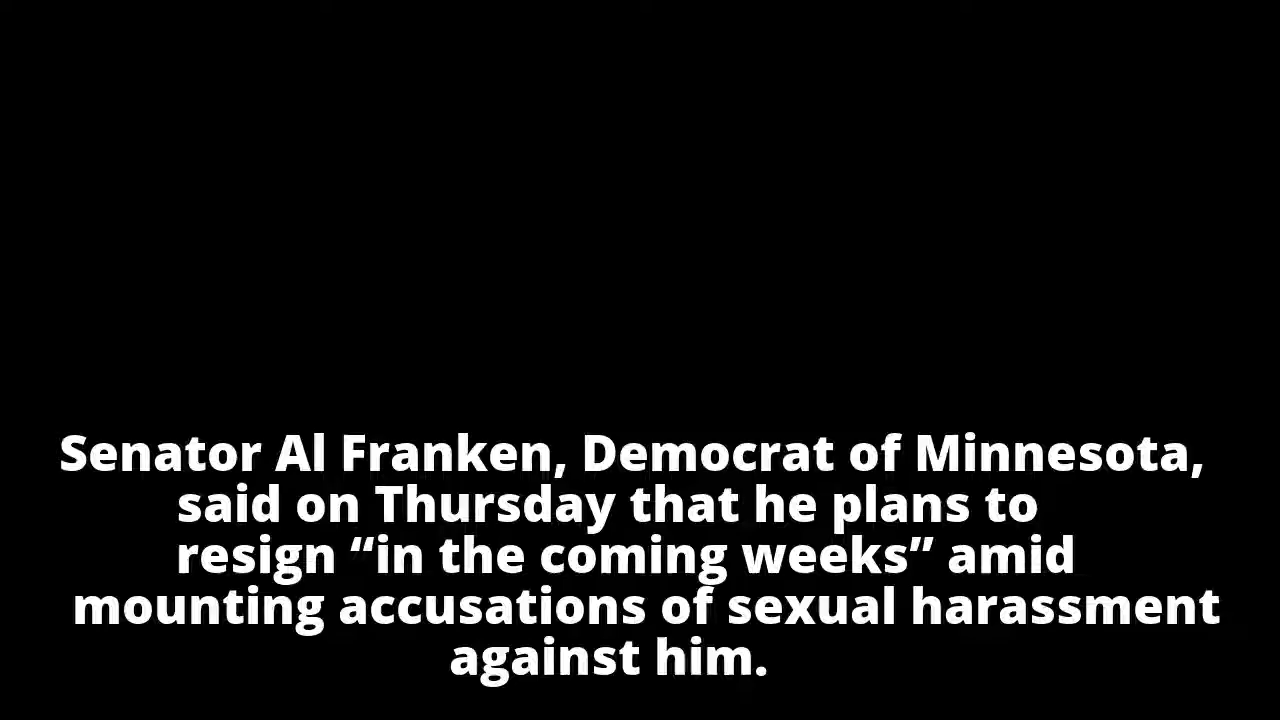 Senator Al Franken, Democrat of Minnesota,
said on Thursday that he plans to
resign “in the coming weeks” amid
mounting accusations of sexual harassment
against him.